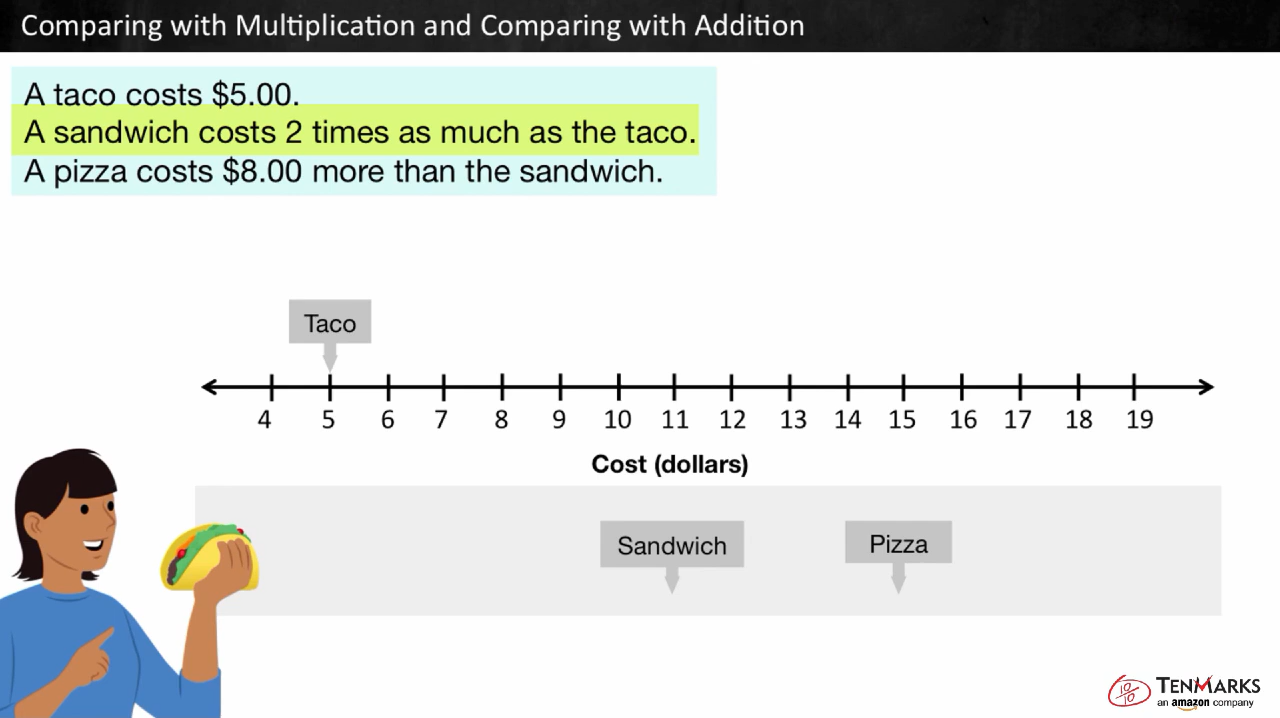 Comparing with Multiplication and Comparing with Addition
A taco costs $5.00.
A sandwich costs 2 times as much as the taco.
A pizza costs $8.00 more than the sandwich.
Taco
4 5 6 7 8 9 10 11 12 13 14 15 16 17 18 19
Cost (dollars)
Sandwich Pizza
10/10 TENMARKS
an amazon company